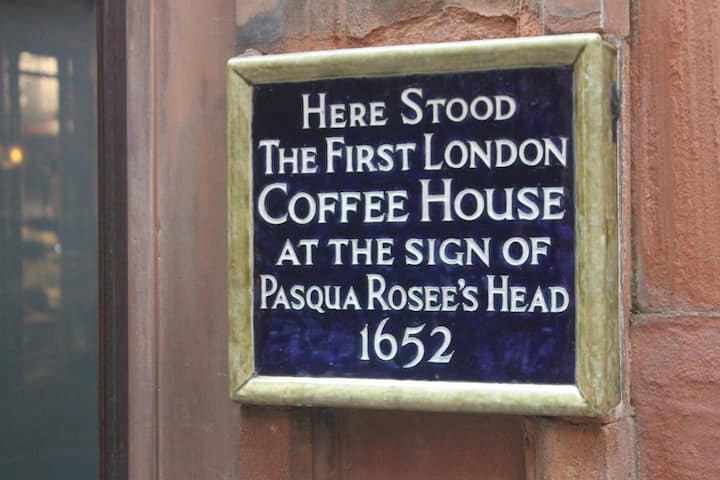 Here Stood
The First London
Coffee House
at the sign of
Pasqua Rosee's Head
1652